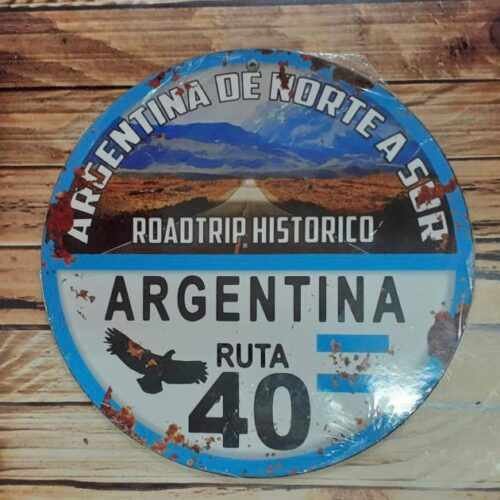 ARGENTINA DE NORTE A SUR
ROADTRIP HISTORICO
ARGENTINA
RUTA
40